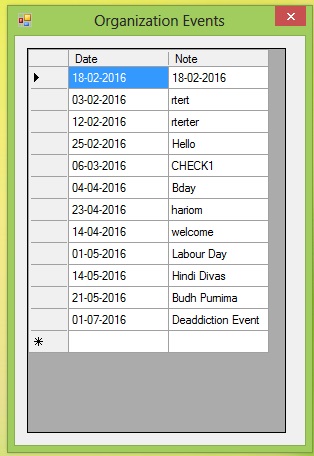 Organization Events
Date Note
18-02-2016 18-02-2016
03-02-2016 rtert
12-02-2016 rterter
25-02-2016 Hello
06-03-2016 CHECK1
04-04-2016 Bday
23-04-2016 hariom
14-04-2016 welcome
01-05-2016 Labour Day
14-05-2016 Hindi Divas
21-05-2016 Budh Purnima
01-07-2016 Deaddiction Event